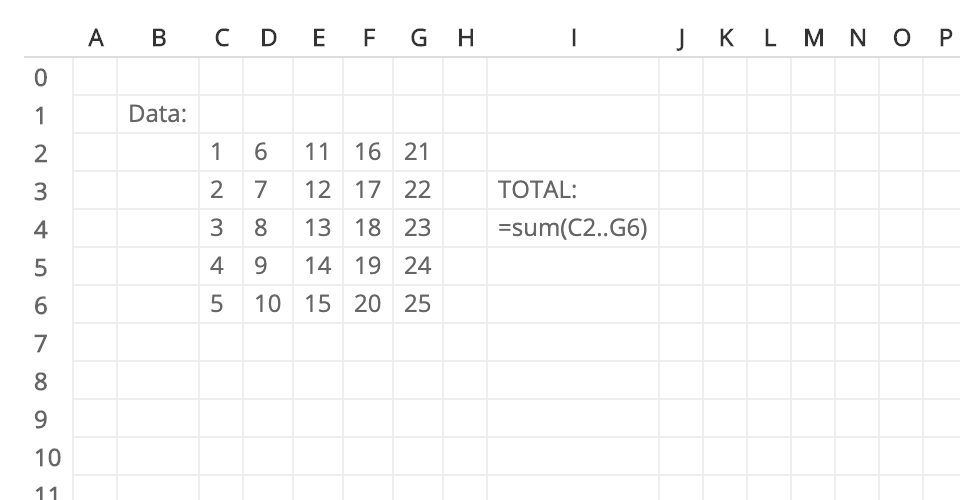 A B C D E F G H I J K L M N O P
0
1 Data:
2 1 6 11 16 21
3 2 7 12 17 22 TOTAL:
4 3 8 13 18 23 =sum(C2..G6)
5 4 9 14 19 24
6 5 10 15 20 25
7
8
9
10
11